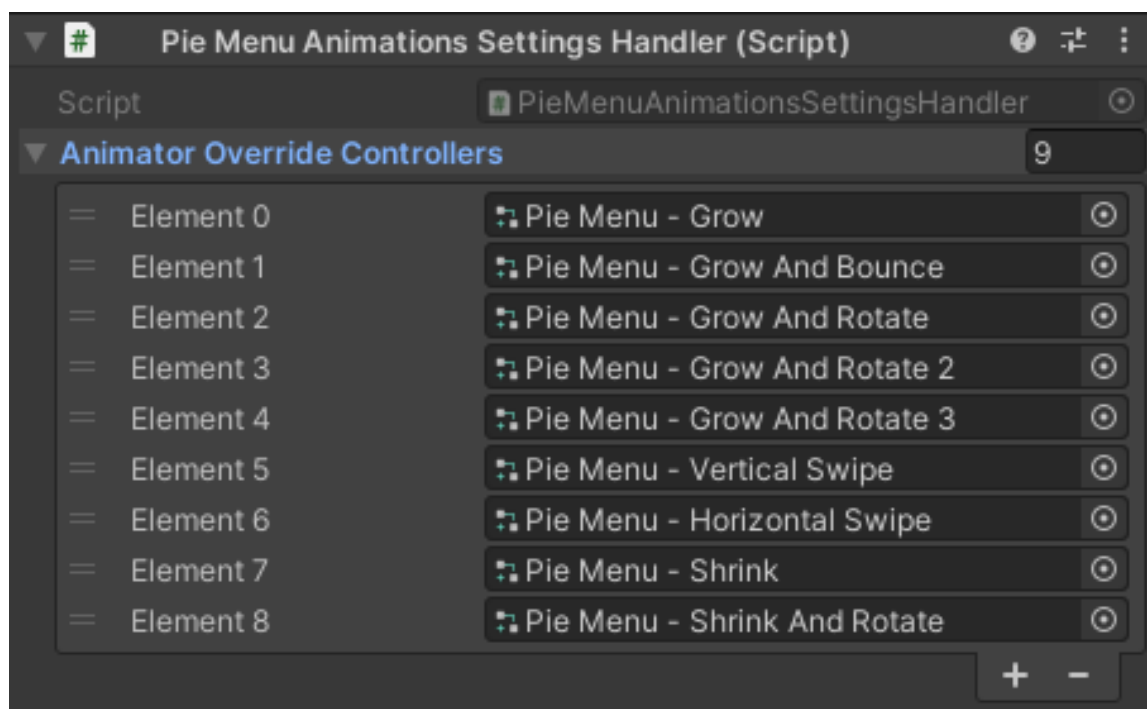 Pie Menu Animations Settings Handler (Script)
Script PieMenuAnimationsSettingsHandler
Animator Override Controllers 9
Element 0 Pie Menu - Grow
Element 1 Pie Menu - Grow And Bounce
Element 2 Pie Menu - Grow And Rotate
Element 3 Pie Menu - Grow And Rotate 2
Element 4 Pie Menu - Grow And Rotate 3
Element 5 Pie Menu - Vertical Swipe
Element 6 Pie Menu - Horizontal Swipe
Element 7 Pie Menu - Shrink
Element 8 Pie Menu - Shrink And Rotate